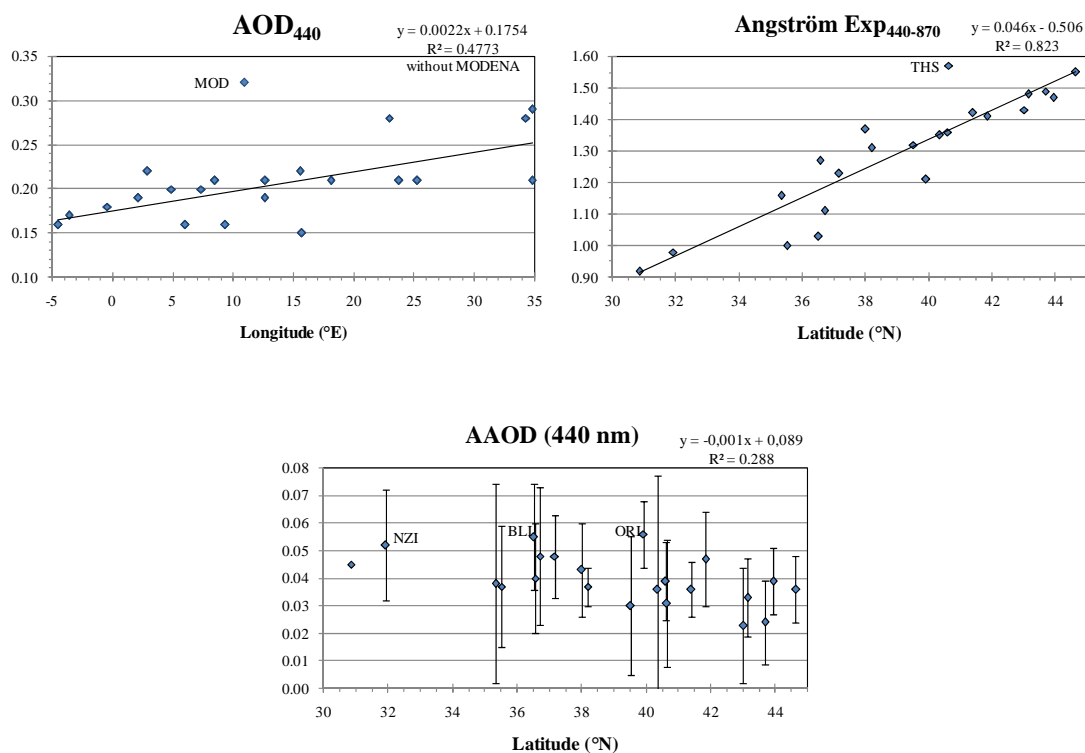 AOD440
y = 0.0022x + 0.1754
R² = 0.4773
without MODENA
0.35
0.30
0.25
0.20
0.15
0.10
MOD
-5 0 5 10 15 20 25 30 35
Longitude (°E)
Angström Exp440-870
y = 0.046x - 0.506
R² = 0.823
1.60
1.50
1.40
1.30
1.20
1.10
1.00
0.90
THS
30 32 34 36 38 40 42 44
Latitude (°N)
AAOD (440 nm)
y = -0,001x + 0,089
R² = 0.288
0.08
0.07
0.06
0.05
0.04
0.03
0.02
0.01
0.00
NZI
BLI
ORI
30 32 34 36 38 40 42 44
Latitude (°N)